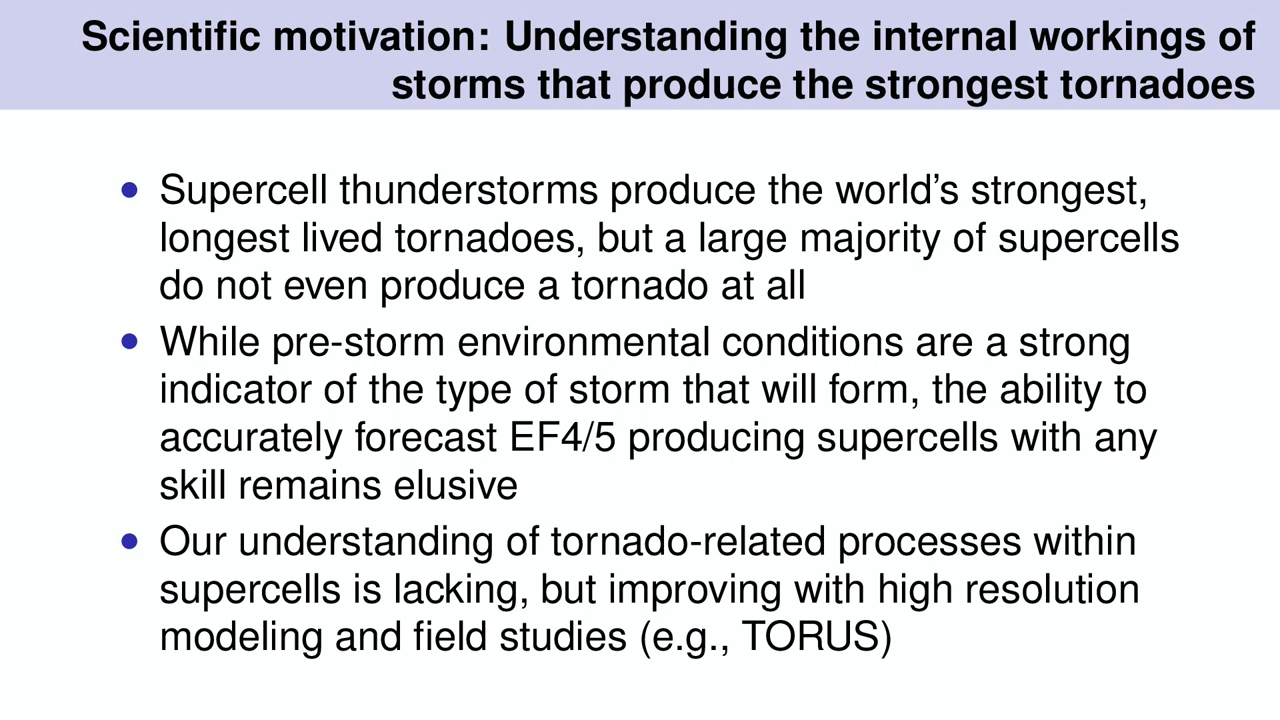 Scientific motivation: Understanding the internal workings of
storms that produce the strongest tornadoes
• Supercell thunderstorms produce the world’s strongest,
longest lived tornadoes, but a large majority of supercells
do not even produce a tornado at all
• While pre-storm environmental conditions are a strong
indicator of the type of storm that will form, the ability to
accurately forecast EF4/5 producing supercells with any
skill remains elusive
• Our understanding of tornado-related processes within
supercells is lacking, but improving with high resolution
modeling and field studies (e.g., TORUS)